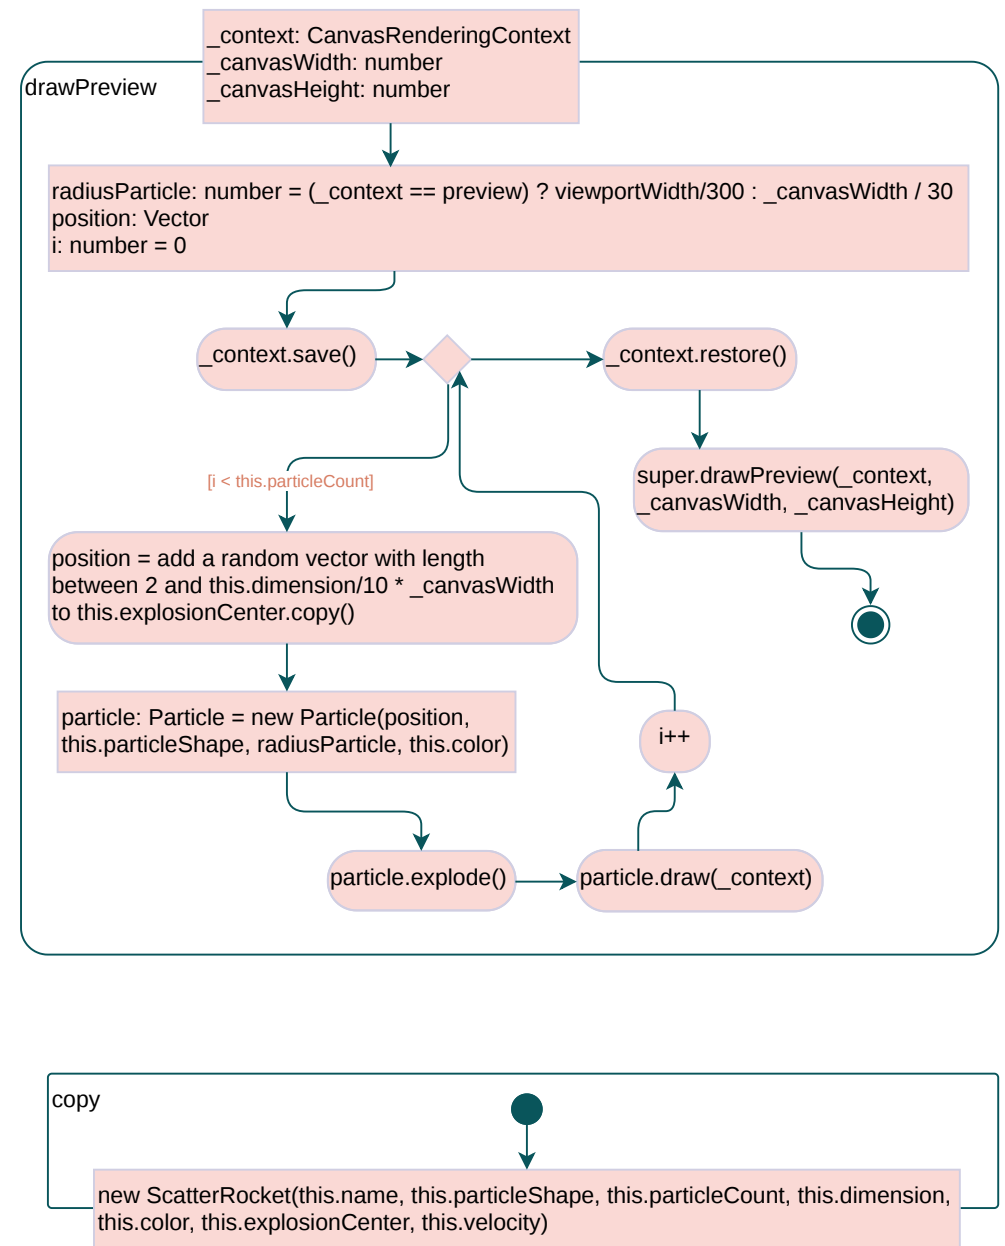 _context: CanvasRenderingContext
_canvasWidth: number
_canvasHeight: number
drawPreview
radiusParticle: number = (_context == preview) ? viewportWidth/300 : _canvasWidth / 30
position: Vector
i: number = 0
_context.save()
_context.restore()
super.drawPreview(_context,
_canvasWidth, _canvasHeight)
[i < this.particleCount]
position = add a random vector with length
between 2 and this.dimension/10 * _canvasWidth
to this.explosionCenter.copy()
particle: Particle = new Particle(position,
this.particleShape, radiusParticle, this.color)
i++
particle.explode()
particle.draw(_context)
copy
new ScatterRocket(this.name, this.particleShape, this.particleCount, this.dimension,
this.color, this.explosionCenter, this.velocity)